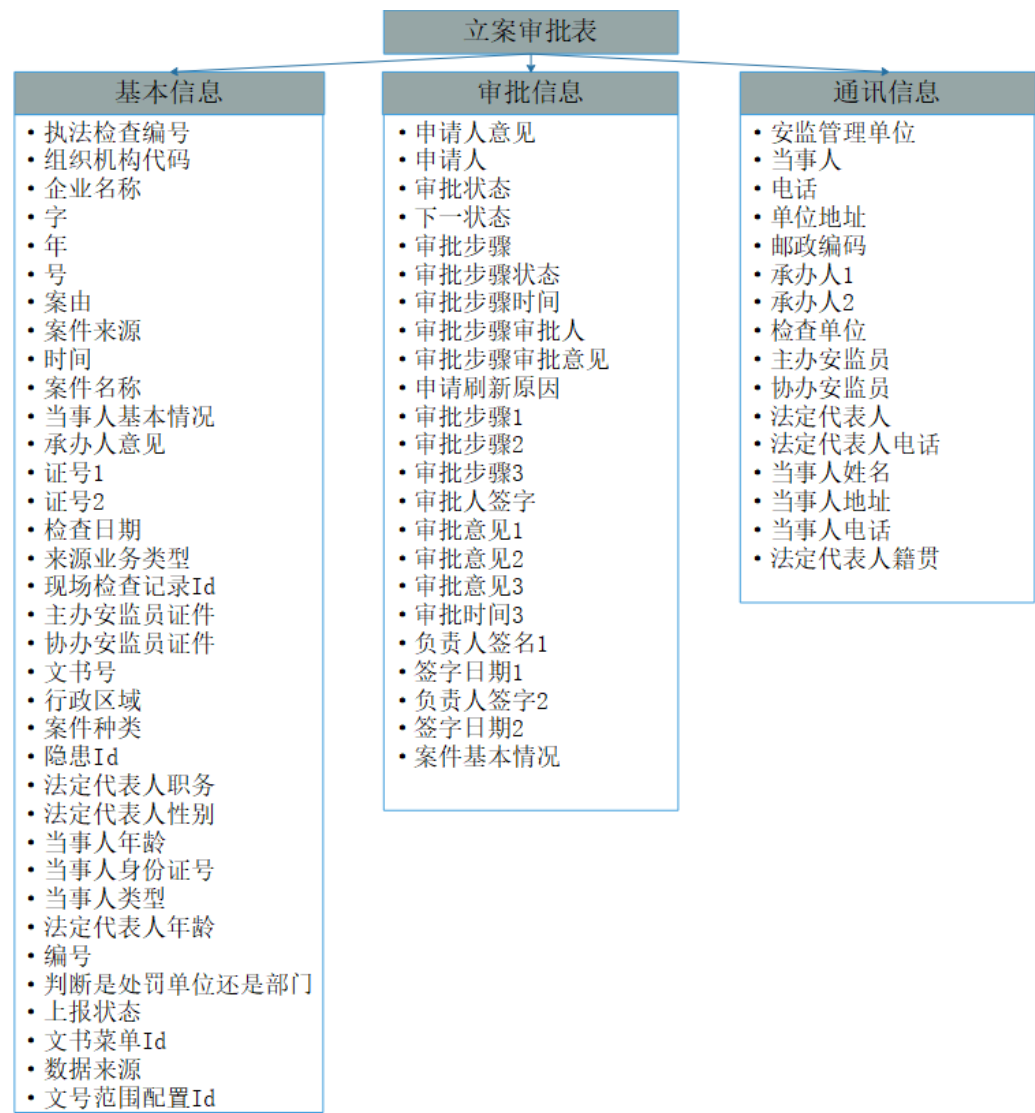 立案审批表
基本信息
• 执法检查编号
• 组织机构代码
• 企业名称
• 字
• 年
• 号
• 案由
• 案件来源
• 时间
• 案件名称
• 当事人基本情况
• 承办人意见
• 证号1
• 证号2
• 检查日期
• 来源业务类型
• 现场检查记录Id
• 主办安监员证件
• 协办安监员证件
• 文书号
• 行政区域
• 案件种类
• 隐患Id
• 法定代表人职务
• 法定代表人性别
• 当事人年龄
• 当事人身份证号
• 当事人类型
• 法定代表人年龄
• 编号
• 判断是处罚单位还是部门
• 上报状态
• 文书菜单Id
• 数据来源
• 文号范围配置Id
审批信息
• 申请人意见
• 申请人
• 审批状态
• 下一状态
• 审批步骤
• 审批步骤状态
• 审批步骤时间
• 审批步骤审批人
• 审批步骤审批意见
• 申请刷新原因
• 审批步骤1
• 审批步骤2
• 审批步骤3
• 审批人签字
• 审批意见1
• 审批意见2
• 审批意见3
• 审批时间3
• 负责人签名1
• 签字日期1
• 负责人签字2
• 签字日期2
• 案件基本情况
通讯信息
• 安监管理单位
• 当事人
• 电话
• 单位地址
• 邮政编码
• 承办人1
• 承办人2
• 检查单位
• 主办安监员
• 协办安监员
• 法定代表人
• 法定代表人电话
• 当事人姓名
• 当事人地址
• 当事人电话
• 法定代表人籍贯